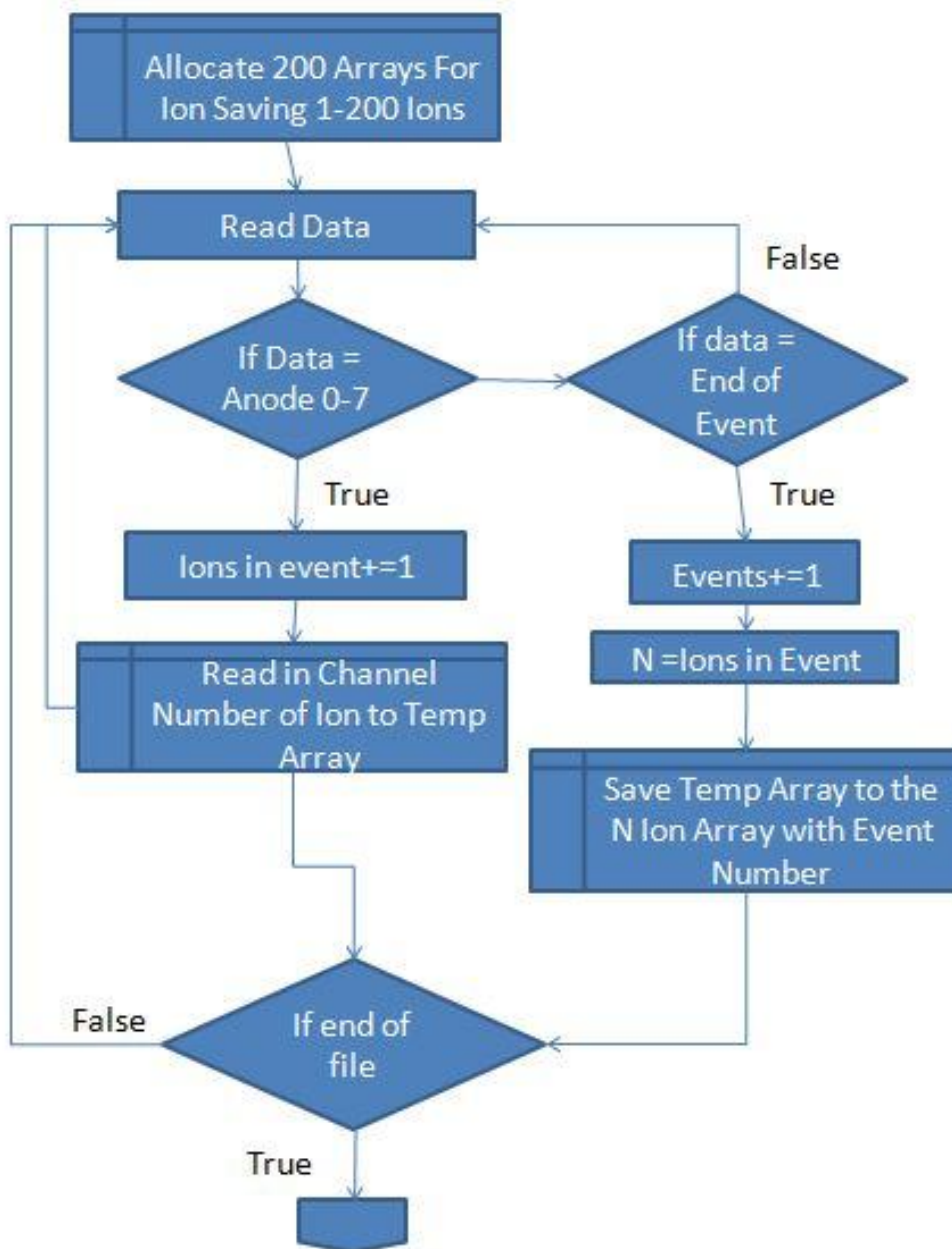 Allocate 200 Arrays For
Ion Saving 1-200 Ions
Read Data
False
If Data =
Anode 0-7
If data =
End of
Event
True
True
Ions in event+=1
Events+=1
N =Ions in Event
Read in Channel
Number of Ion to Temp
Array
Save Temp Array to the
N Ion Array with Event
Number
False
If end of
file
True